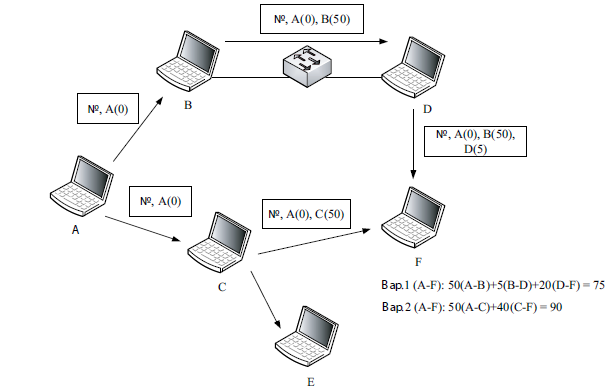 №, A(0), B(50)
B
D
№, A(0)
№, A(0), B(50),
D(5)
A
№, A(0)
№, A(0), C(50)
C
F
Вар.1 (A-F): 50(A-B)+5(B-D)+20(D-F) = 75
Вар.2 (A-F): 50(A-C)+40(C-F) = 90
E